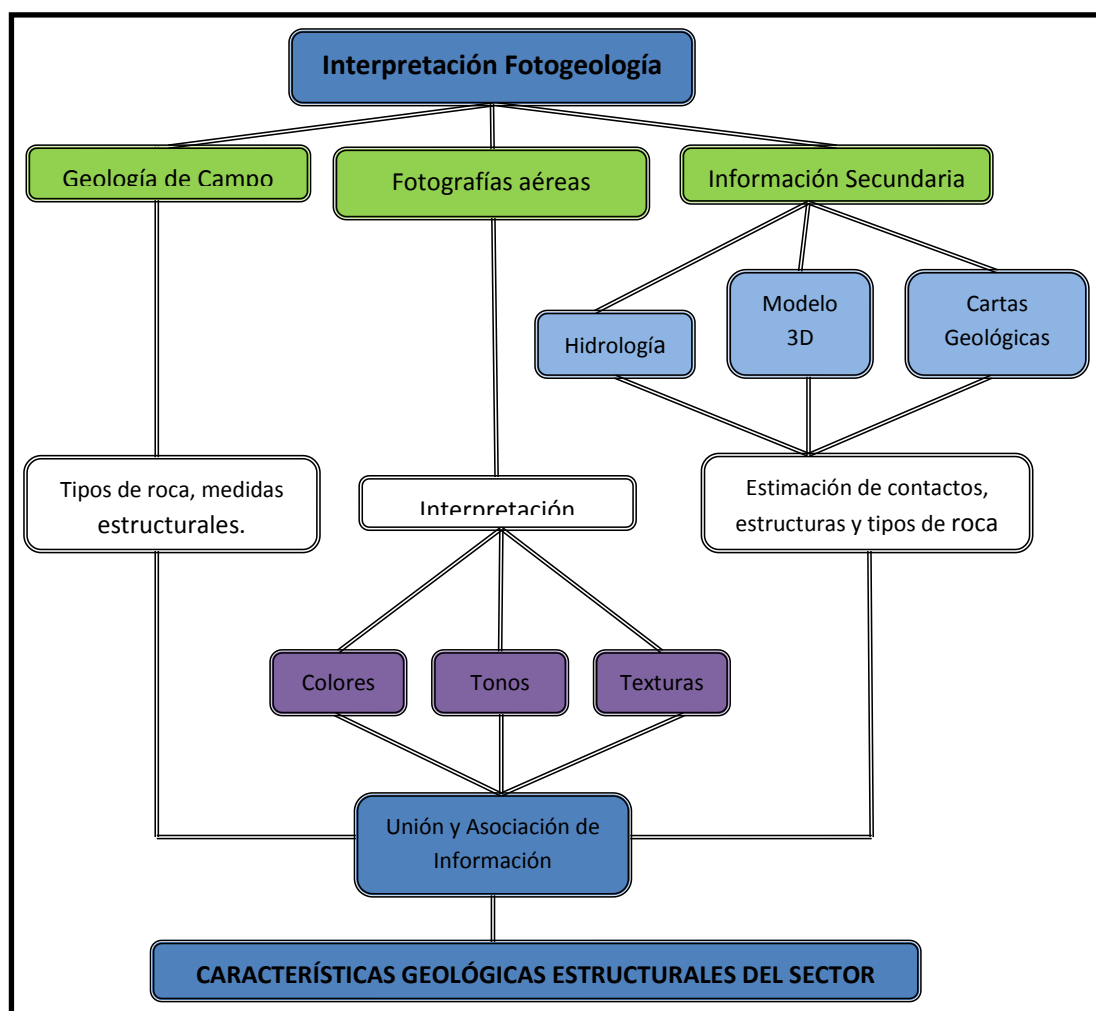 Interpretación Fotogeología
Geología de Campo
Fotografías aéreas
Información Secundaria
Hidrología
Modelo
3D
Cartas
Geológicas
Tipos de roca, medidas
estructurales.
Interpretación
Estimación de contactos,
estructuras y tipos de roca
Colores
Tonos
Texturas
Unión y Asociación de
Información
CARACTERÍSTICAS GEOLÓGICAS ESTRUCTURALES DEL SECTOR